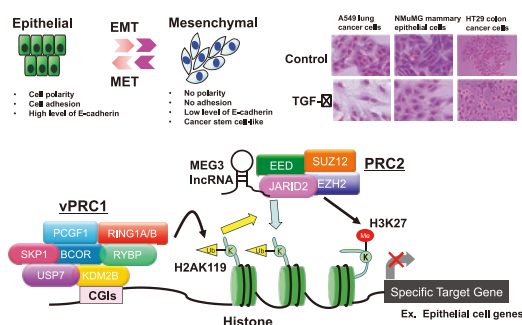 Epithelial
EMT
MET
Mesenchymal
• Cell polarity
• Cell adhesion
• High level of E-cadherin
• No polarity
• No adhesion
• Low level of E-cadherin
• Cancer stem cell-like
A549 lung
cancer cells
NMuMG mammary
epithelial cells
HT29 colon
cancer cells
Control
TGF-
MEG3
lncRNA
EED
SUZ12
JARID2
EZH2
PRC2
vPRC1
PCGF1
RING1A/B
SKP1
BCOR
RYBP
USP7
KDM2B
CGIs
Ub
K
H2AK119
Ub
K
H3K27
Me
K
Histone
Specific Target Gene
Ex. Epithelial cell genes